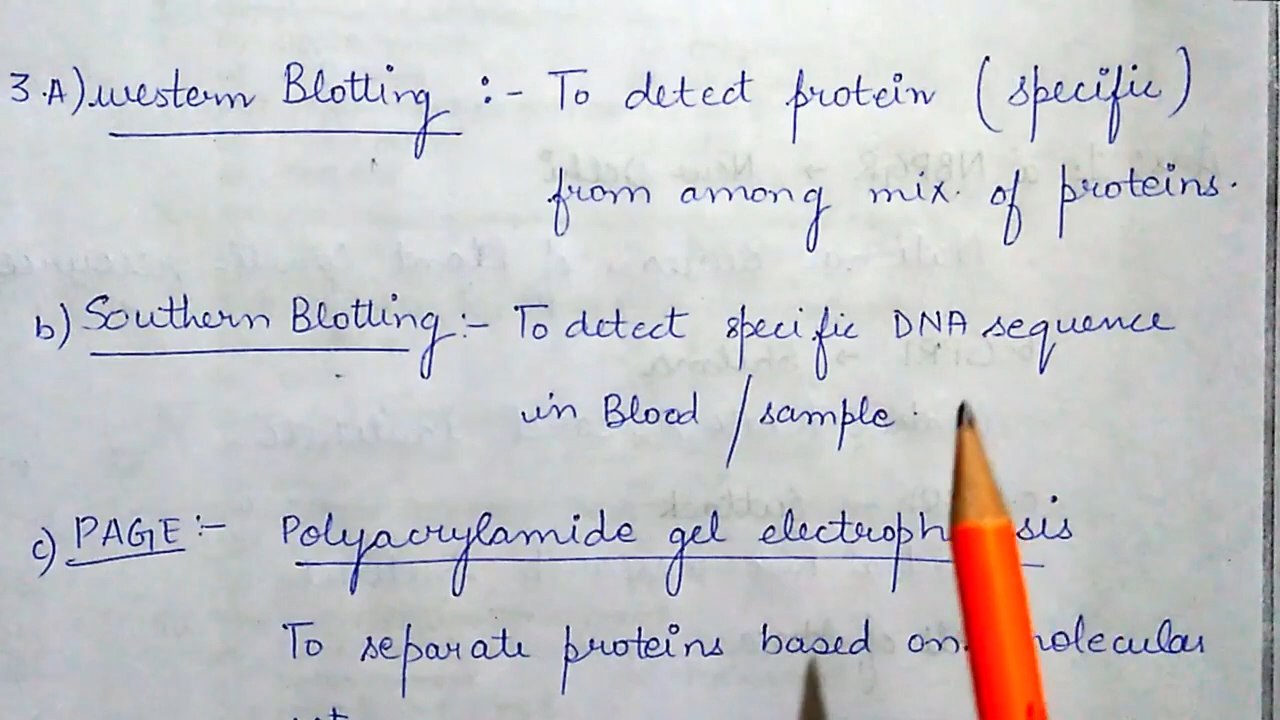 3.A) western Blotting :- To detect protein (specific)
from among mix. of proteins.
b) Southern Blotting :- To detect specific DNA sequence
in Blood / sample.
c) PAGE :- Polyacrylamide gel
To separate proteins based on